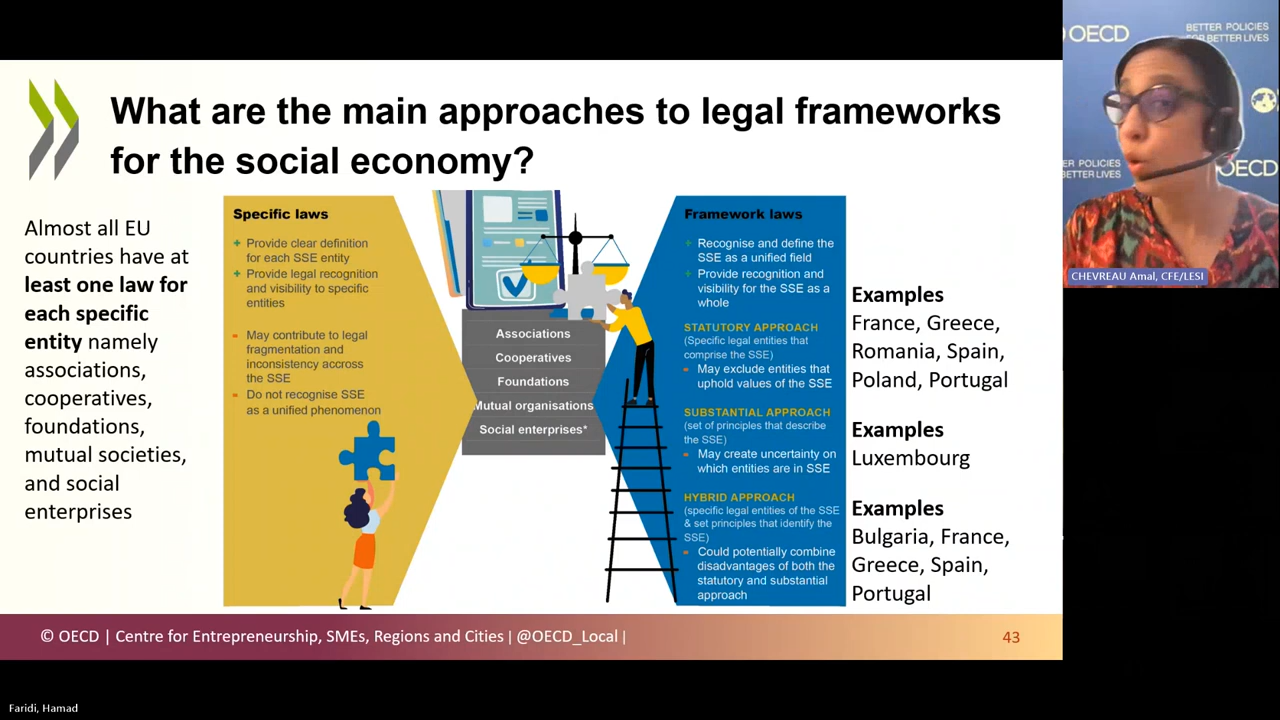 What are the main approaches to legal frameworks
for the social economy?
Almost all EU
countries have at
least one law for
each specific
entity namely
associations,
cooperatives,
foundations,
mutual societies,
and social
enterprises
Specific laws
+ Provide clear definition
for each SSE entity
+ Provide legal recognition
and visibility to specific
entities
- May contribute to legal
fragmentation and
inconsistency accross
the SSE
- Do not recognise SSE
as a unified phenomenon
Associations
Cooperatives
Foundations
Mutual organisations
Social enterprises*
Framework laws
+ Recognise and define the
SSE as a unified field
+ Provide recognition and
visibility for the SSE as a
whole
STATUTORY APPROACH
(Specific legal entities that
comprise the SSE)
- May exclude entities that
uphold values of the SSE
SUBSTANTIAL APPROACH
(set of principles that describe
the SSE)
- May create uncertainty on
which entities are in SSE
HYBRID APPROACH
(specific legal entities of the SSE
& set principles that identify the
SSE)
- Could potentially combine
disadvantages of both the
statutory and substantial
approach
Examples
France, Greece,
Romania, Spain,
Poland, Portugal
Examples
Luxembourg
Examples
Bulgaria, France,
Greece, Spain,
Portugal
© OECD | Centre for Entrepreneurship, SMEs, Regions and Cities | @OECD_Local |
43
OECD
BETTER POLICIES
FOR BETTER LIVES
ER POLICIES
BETTER LIVES
OECD
CHEVREAU Amal, CFE/LESI
Faridi, Hamad